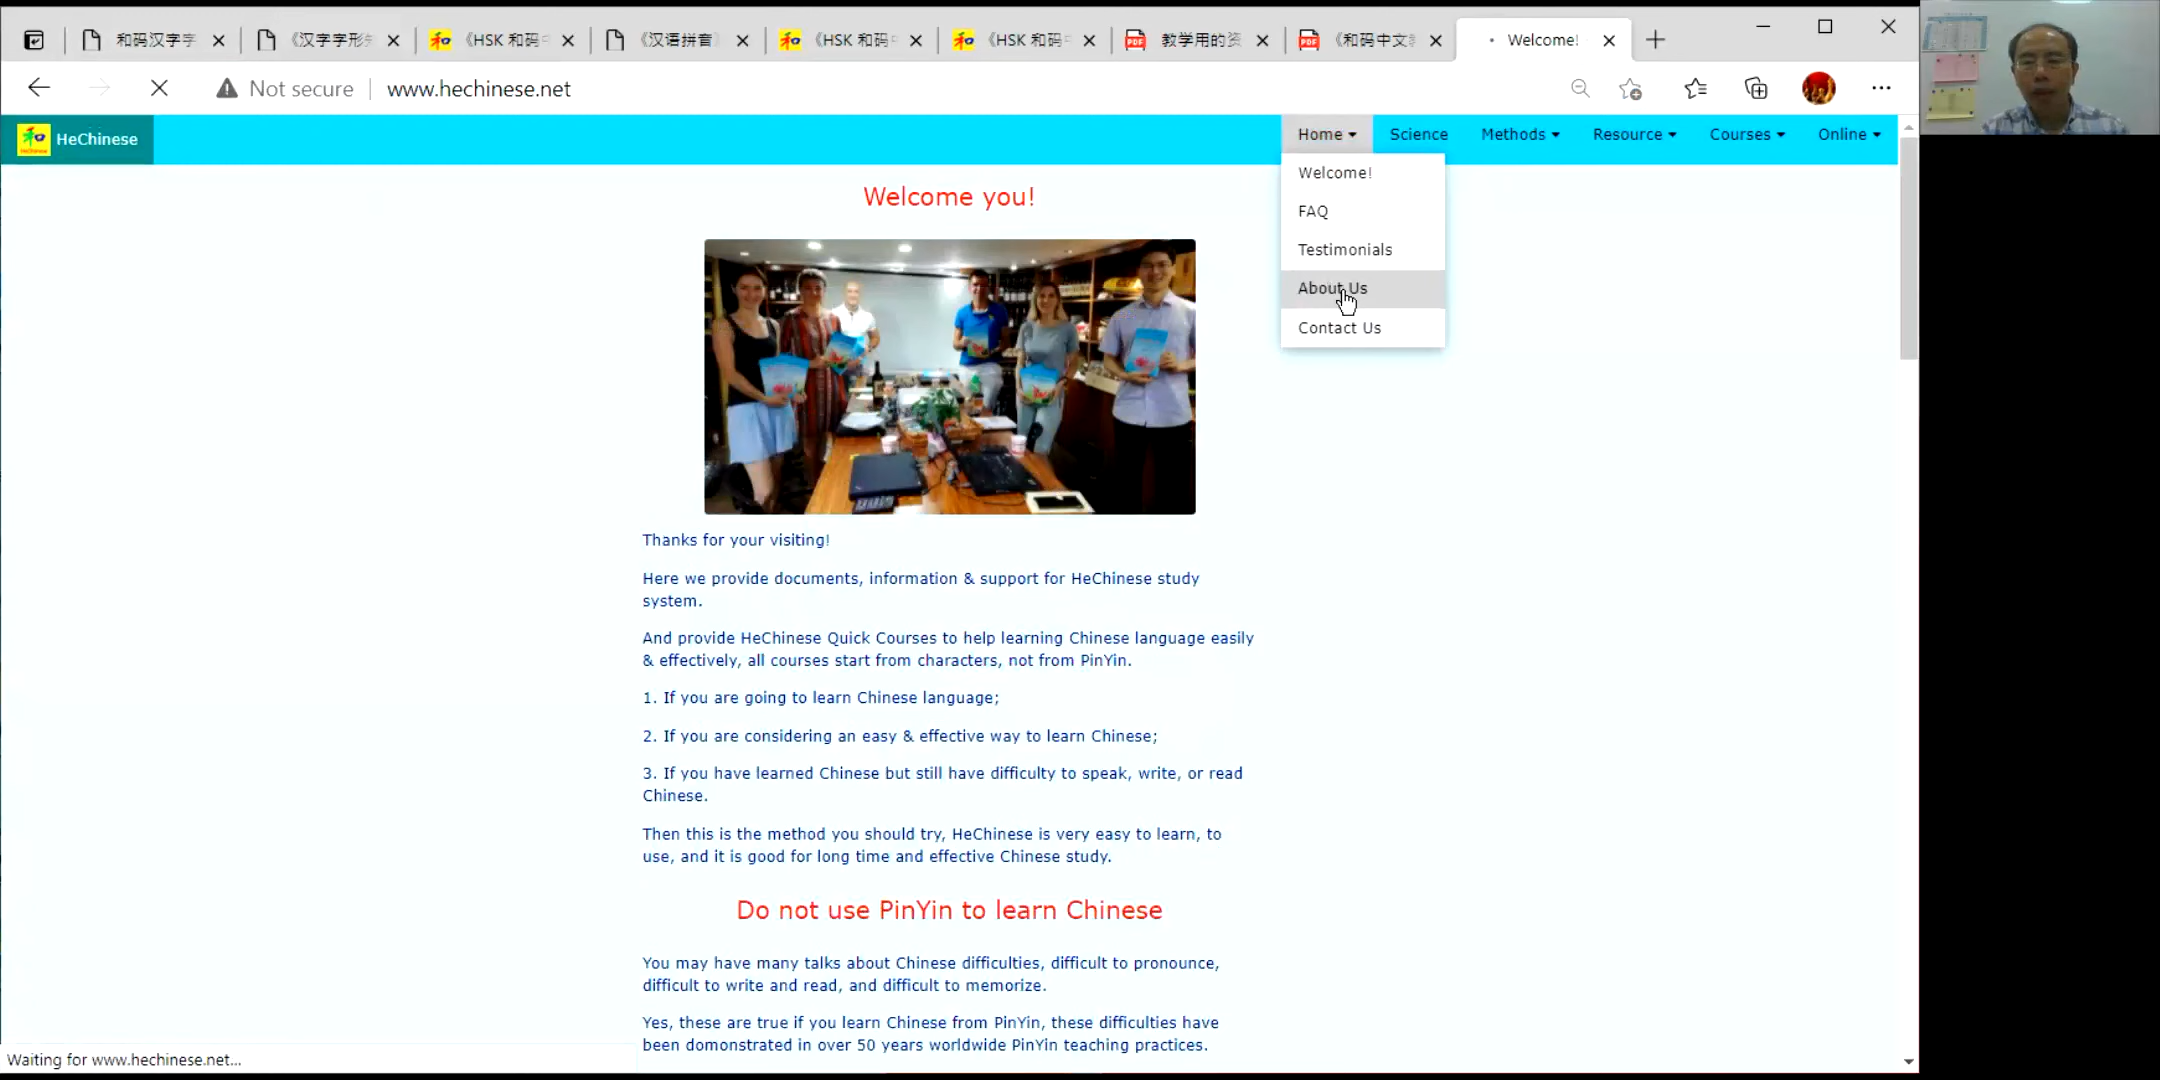 和码汉字字
《汉字字形
《HSK 和码
《汉语拼音》
《HSK 和码
《HSK 和码
教学用的资
《和码中文
Welcome!
Not secure
www.hechinese.net
HeChinese
Home
Science
Methods
Resource
Courses
Online
Welcome!
FAQ
Testimonials
About Us
Contact Us
Welcome you!
Thanks for your visiting!
Here we provide documents, information & support for HeChinese study
system.
And provide HeChinese Quick Courses to help learning Chinese language easily
& effectively, all courses start from characters, not from PinYin.
1. If you are going to learn Chinese language;
2. If you are considering an easy & effective way to learn Chinese;
3. If you have learned Chinese but still have difficulty to speak, write, or read
Chinese.
Then this is the method you should try, HeChinese is very easy to learn, to
use, and it is good for long time and effective Chinese study.
Do not use PinYin to learn Chinese
You may have many talks about Chinese difficulties, difficult to pronounce,
difficult to write and read, and difficult to memorize.
Yes, these are true if you learn Chinese from PinYin, these difficulties have
been domonstrated in over 50 years worldwide PinYin teaching practices.
Waiting for www.hechinese.net...